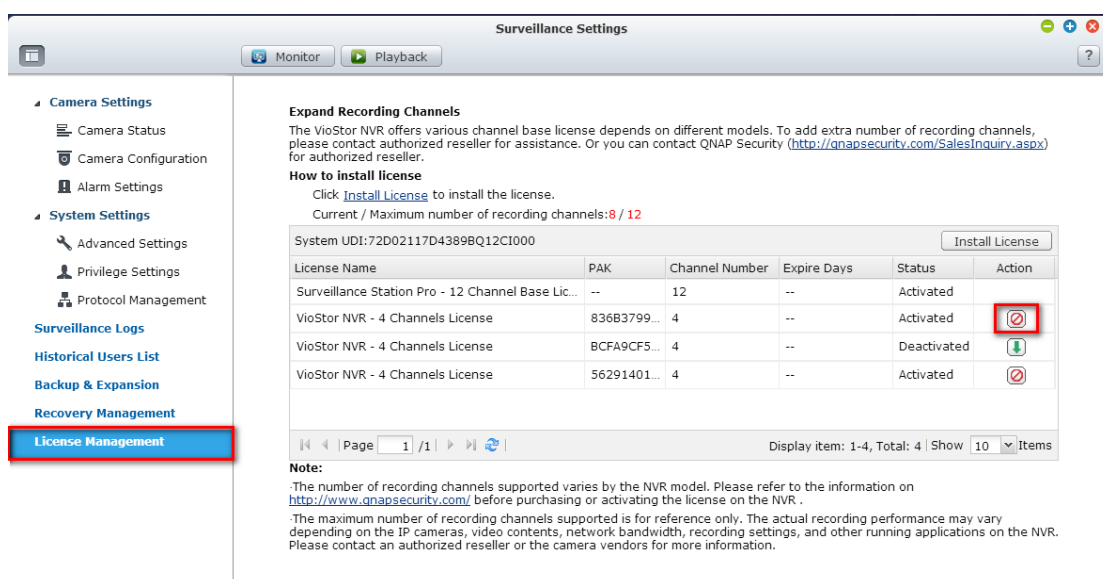 Surveillance Settings
Monitor
Playback
?
Camera Settings
Camera Status
Camera Configuration
Alarm Settings
System Settings
Advanced Settings
Privilege Settings
Protocol Management
Surveillance Logs
Historical Users List
Backup & Expansion
Recovery Management
License Management
Expand Recording Channels
The VioStor NVR offers various channel base license depends on different models. To add extra number of recording channels,
please contact authorized reseller for assistance. Or you can contact QNAP Security (http://qnapsecurity.com/SalesInquiry.aspx)
for authorized reseller.
How to install license
Click Install License to install the license.
Current / Maximum number of recording channels:8 / 12
System UDI:72D02117D4389BQ12CI000 Install License
License Name PAK Channel Number Expire Days Status Action
Surveillance Station Pro - 12 Channel Base Lic... -- 12 -- Activated
VioStor NVR - 4 Channels License 836B3799... 4 -- Activated
VioStor NVR - 4 Channels License BCFA9CF5... 4 -- Deactivated
VioStor NVR - 4 Channels License 56291401... 4 -- Activated
Page 1 /1 Display item: 1-4, Total: 4 Show 10 Items
Note:
·The number of recording channels supported varies by the NVR model. Please refer to the information on
http://www.qnapsecurity.com/ before purchasing or activating the license on the NVR .
·The maximum number of recording channels supported is for reference only. The actual recording performance may vary
depending on the IP cameras, video contents, network bandwidth, recording settings, and other running applications on the NVR.
Please contact an authorized reseller or the camera vendors for more information.